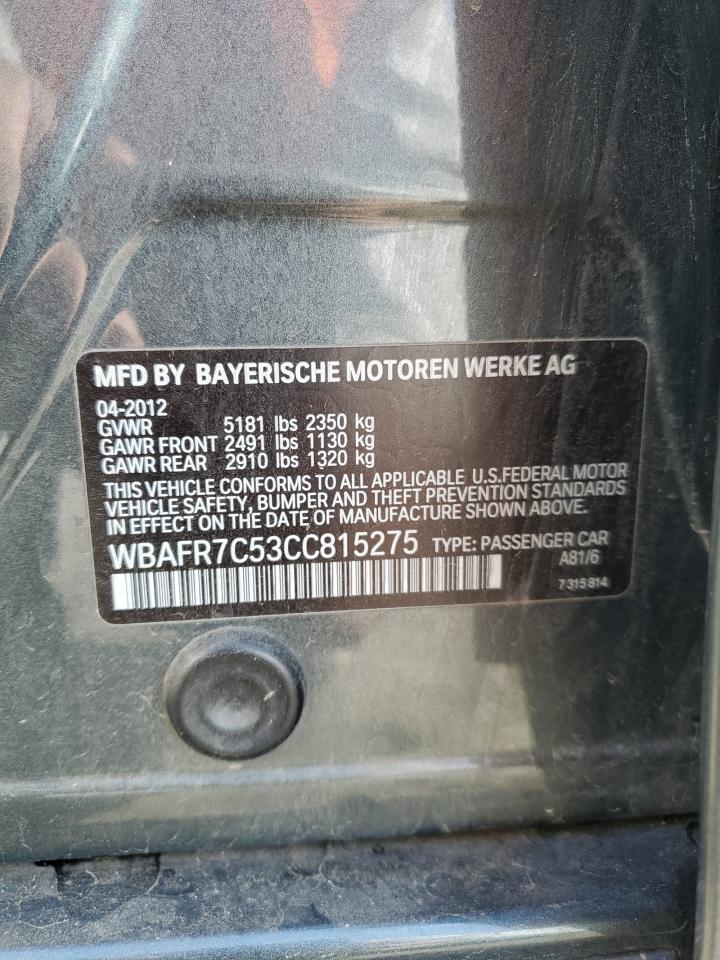 MFD BY BAYERISCHE MOTOREN WERKE AG
04-2012
GVWR 5181 lbs 2350 kg
GAWR FRONT 2491 lbs 1130 kg
GAWR REAR 2910 lbs 1320 kg
THIS VEHICLE CONFORMS TO ALL APPLICABLE U.S.FEDERAL MOTOR
VEHICLE SAFETY, BUMPER AND THEFT PREVENTION STANDARDS
IN EFFECT ON THE DATE OF MANUFACTURE SHOWN ABOVE.
WBAFR7C53CC815275 TYPE: PASSENGER CAR
A81/6
7 315 814